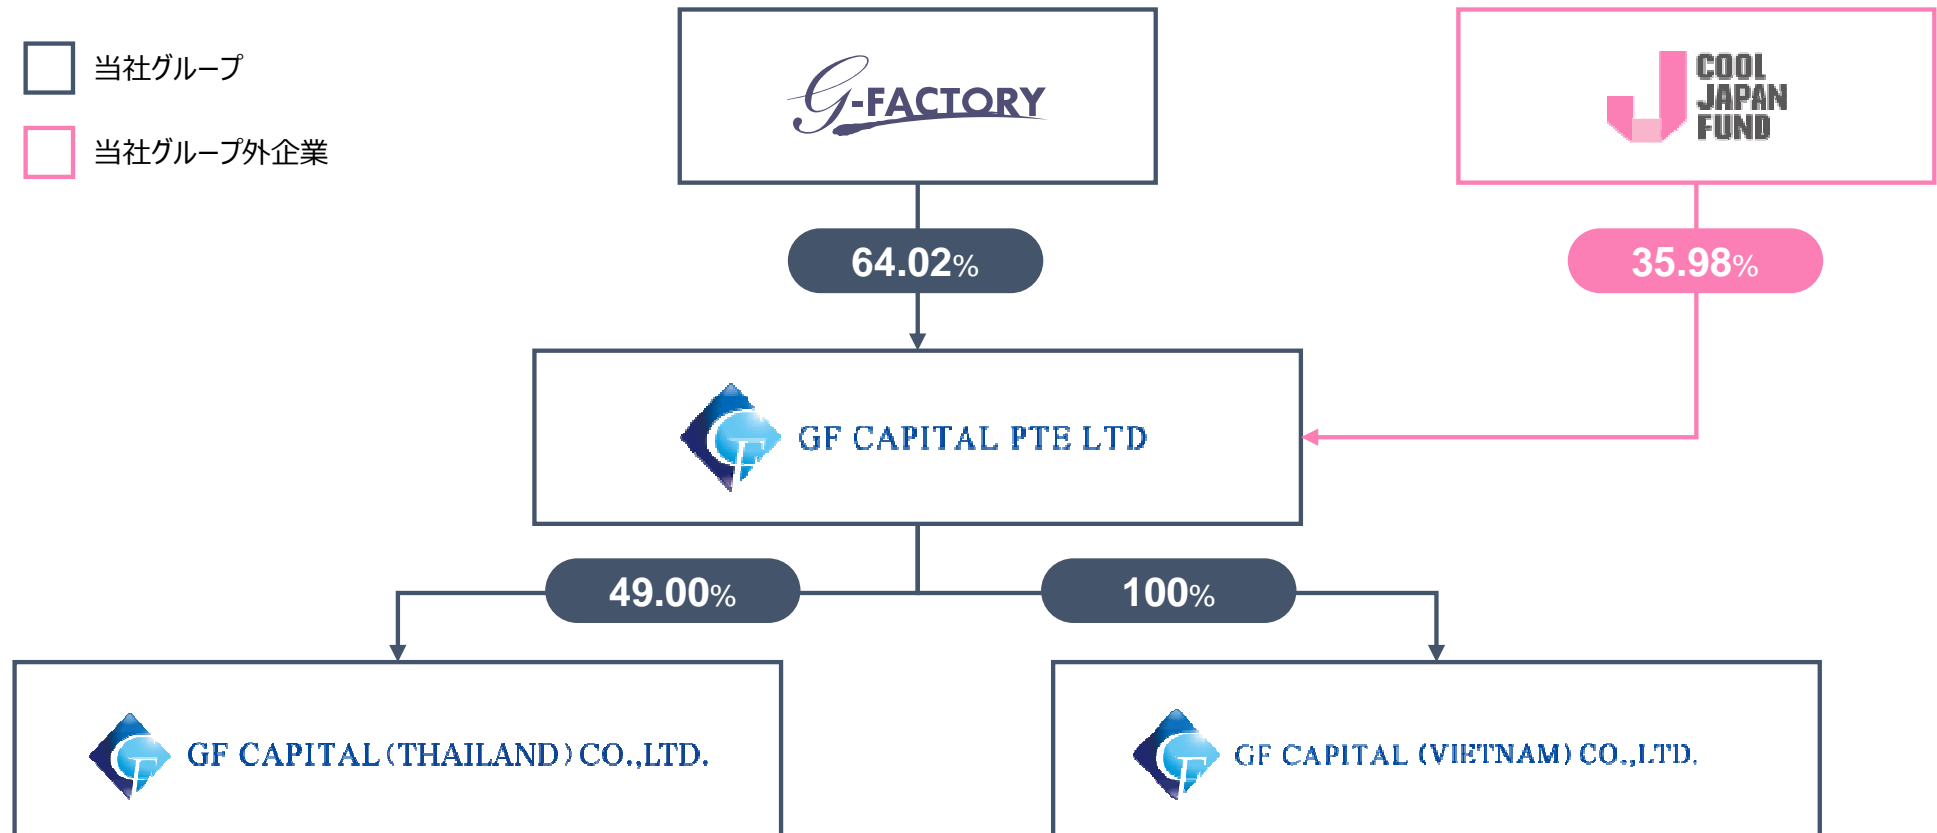 当社グループ
当社グループ外企業
G-FACTORY
COOL
JAPAN
FUND
64.02%
35.98%
GF CAPITAL PTE LTD
49.00%
100%
GF CAPITAL (THAILAND) CO.,LTD.
GF CAPITAL (VIETNAM) CO.,LTD.